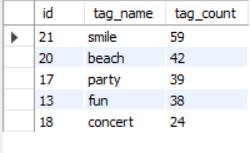 id tag_name tag_count
21 smile 59
20 beach 42
17 party 39
13 fun 38
18 concert 24